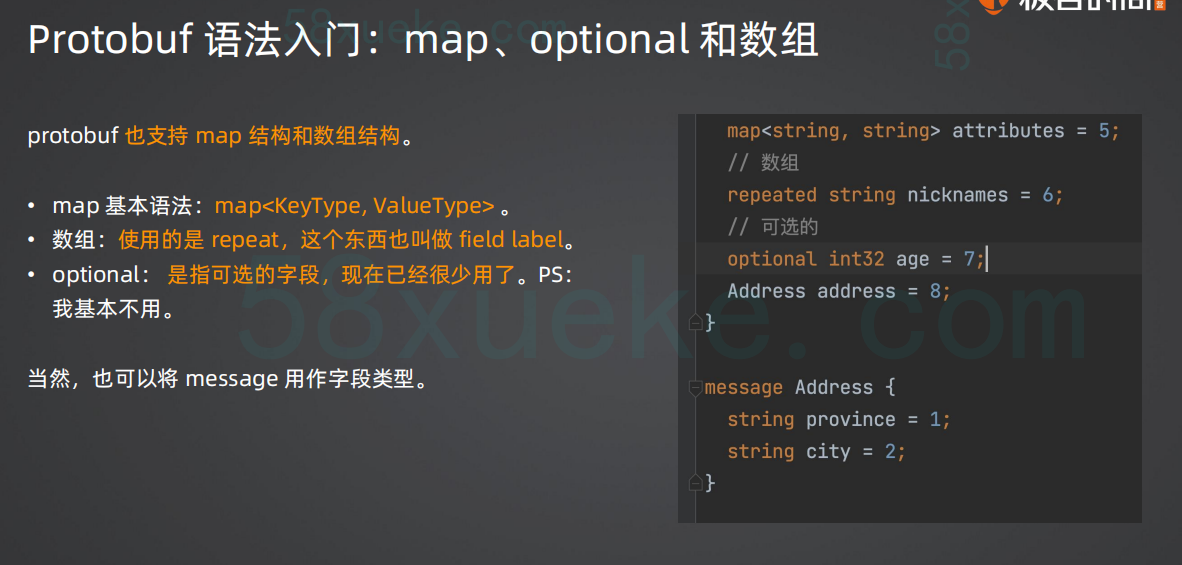 Protobuf 语法入门：map、optional 和数组
protobuf 也支持 map 结构和数组结构。
• map 基本语法：map<KeyType, ValueType> 。
• 数组：使用的是 repeat，这个东西也叫做 field label。
• optional： 是指可选的字段，现在已经很少用了。PS：
我基本不用。
当然，也可以将 message 用作字段类型。
map<string, string> attributes = 5;
// 数组
repeated string nicknames = 6;
// 可选的
optional int32 age = 7;
Address address = 8;
}
message Address {
string province = 1;
string city = 2;
}
58xueke.com
58xueke.com
58x